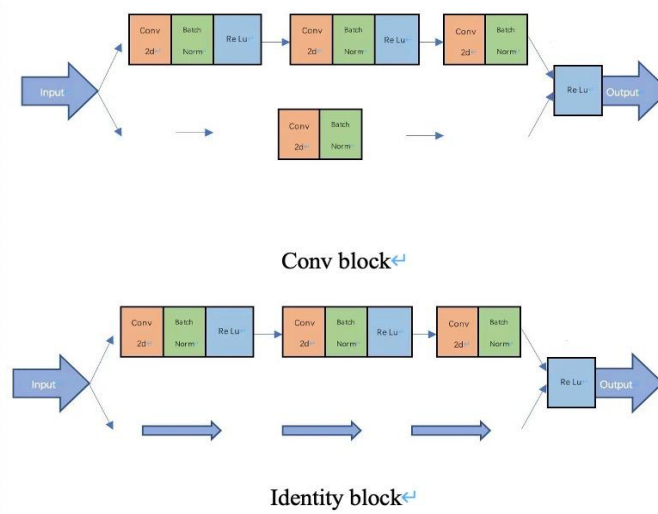 Conv Batch Re Lu Conv Batch Re Lu Conv Batch
2d Norm 2d Norm 2d Norm
Input Re Lu Output
Conv Batch
2d Norm
Conv block↵
Conv Batch Re Lu Conv Batch Re Lu Conv Batch
2d Norm 2d Norm 2d Norm
Input Re Lu Output
Identity block↵